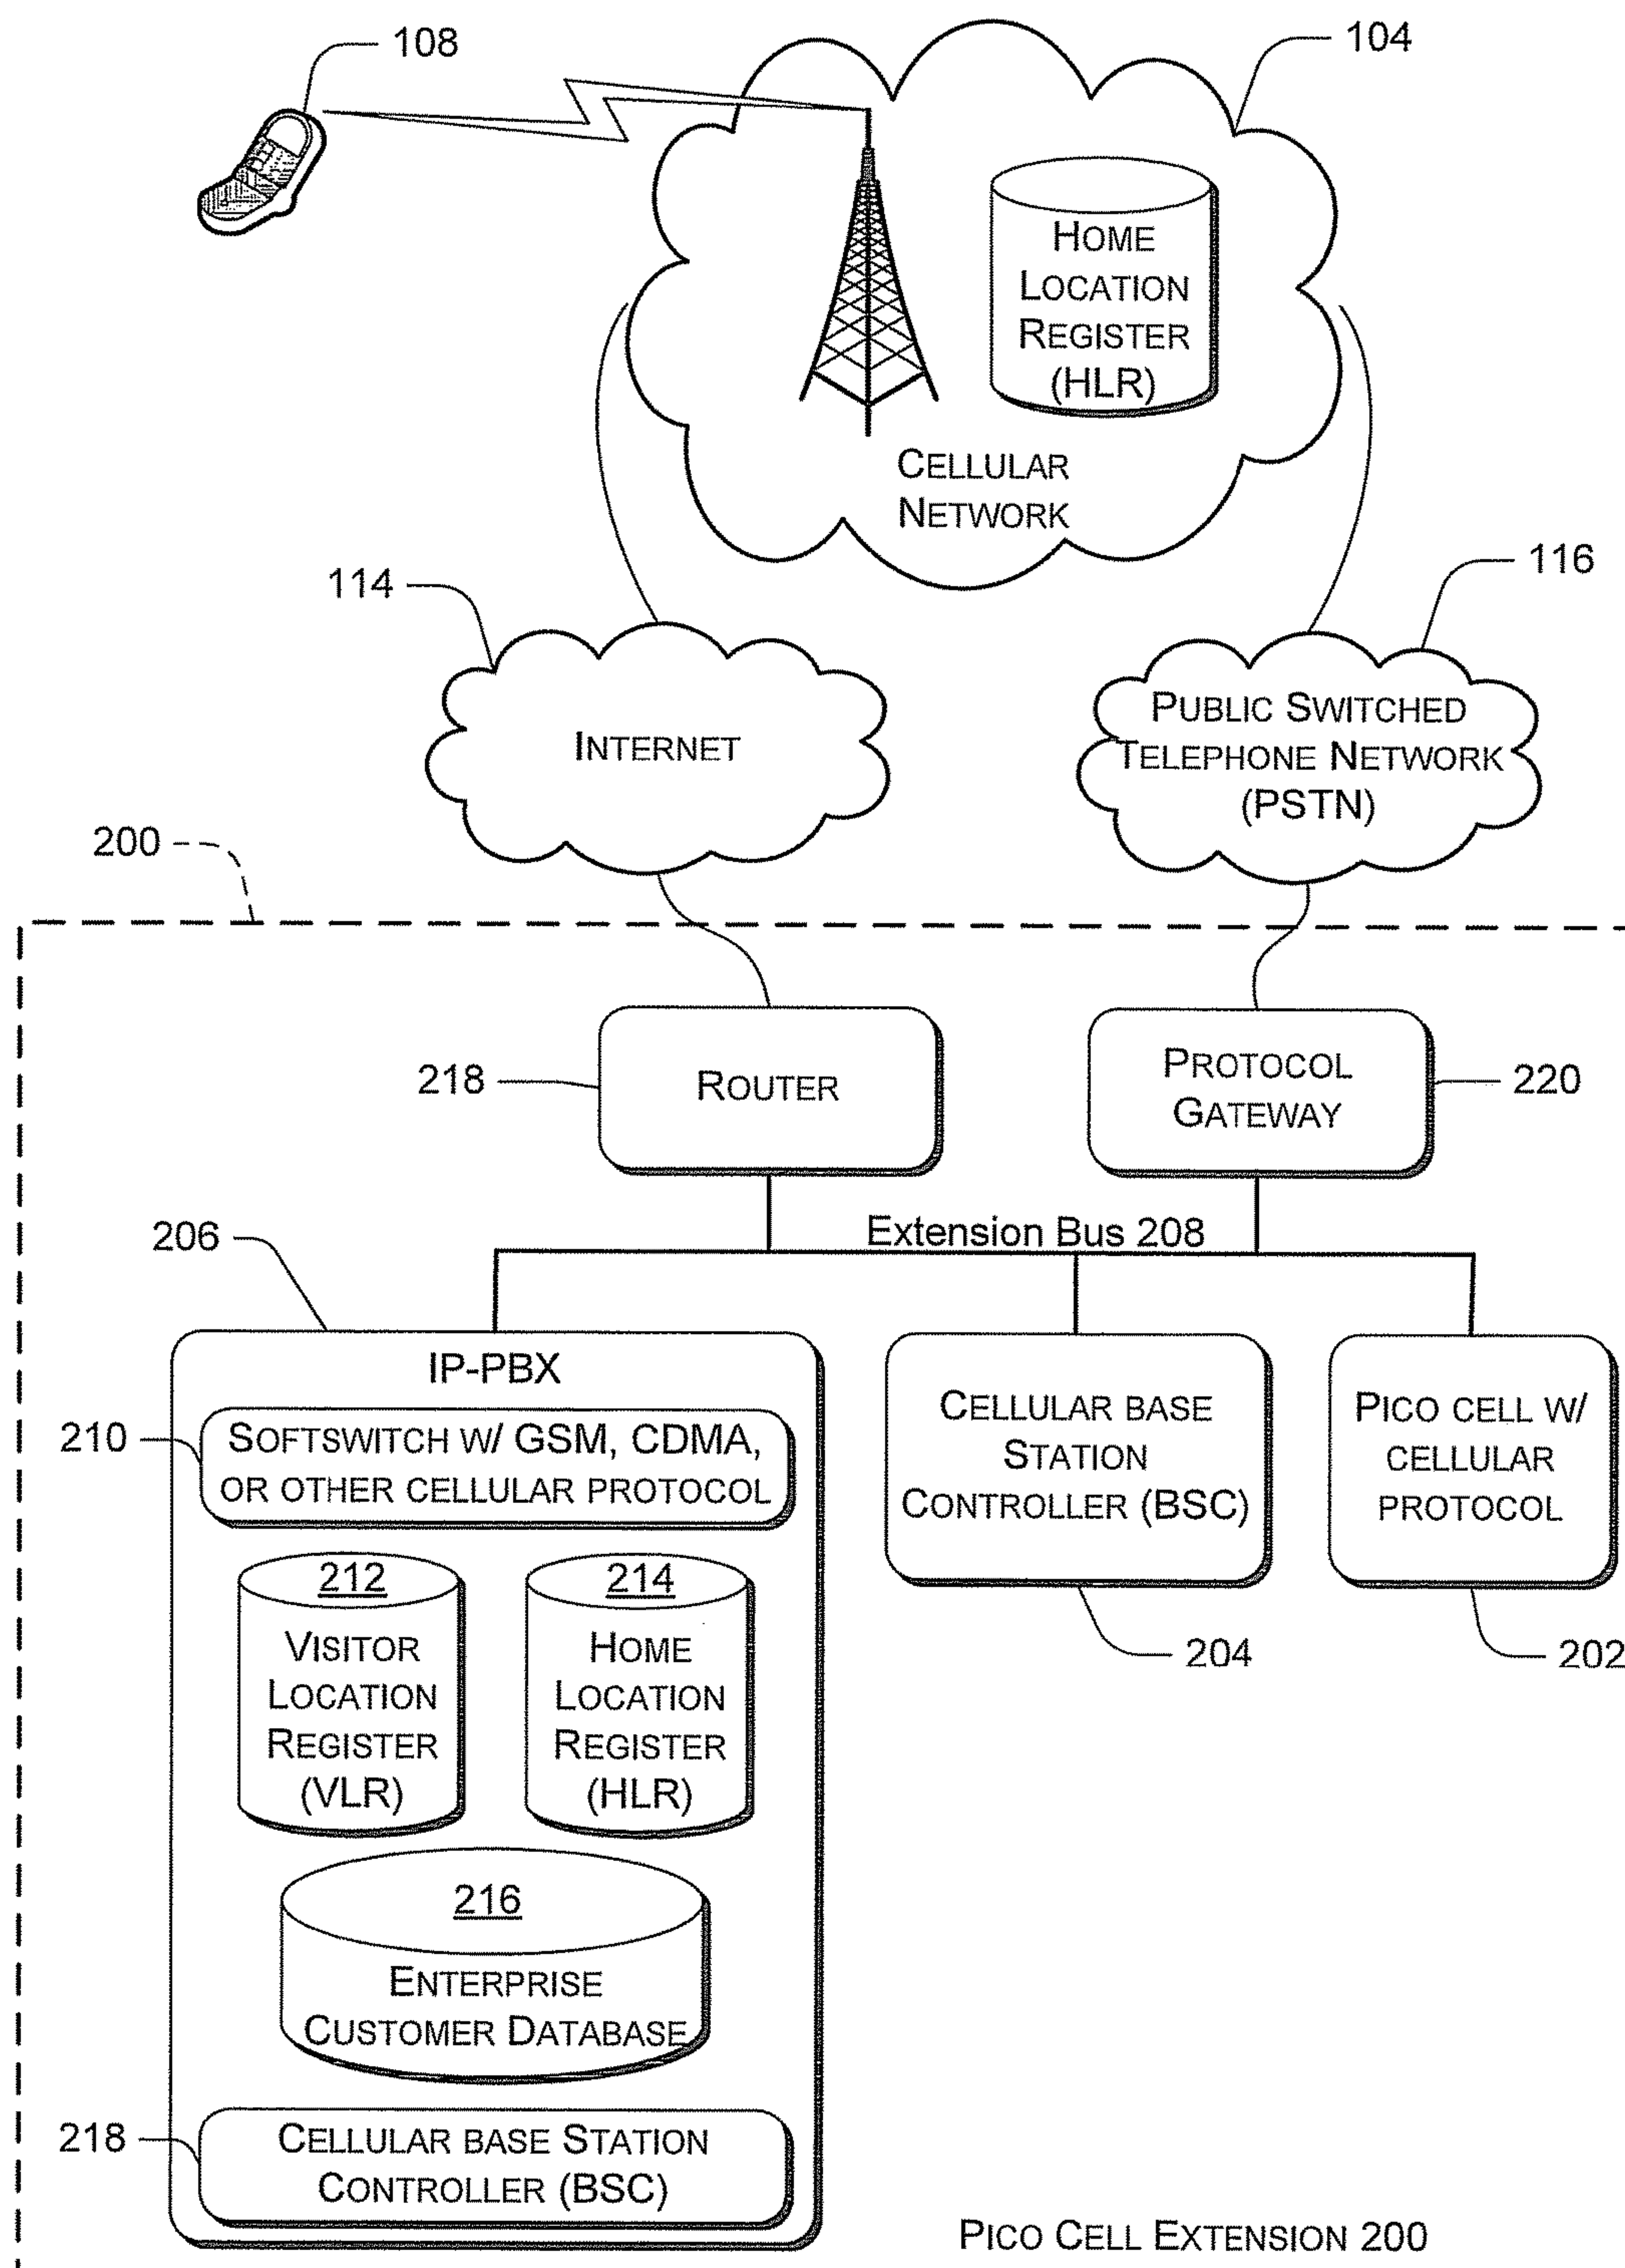 108
104
HOME
LOCATION
REGISTER
(HLR)
CELLULAR
NETWORK
114
116
INTERNET
PUBLIC SWITCHED
TELEPHONE NETWORK
(PSTN)
200
218
ROUTER
PROTOCOL
GATEWAY
220
Extension Bus 208
206
IP-PBX
210
SOFTSWITCH W/ GSM, CDMA,
OR OTHER CELLULAR PROTOCOL
CELLULAR BASE
STATION
CONTROLLER (BSC)
PICO CELL W/
CELLULAR
PROTOCOL
212
VISITOR
LOCATION
REGISTER
(VLR)
214
HOME
LOCATION
REGISTER
(HLR)
204
202
216
ENTERPRISE
CUSTOMER DATABASE
218
CELLULAR BASE STATION
CONTROLLER (BSC)
PICO CELL EXTENSION 200